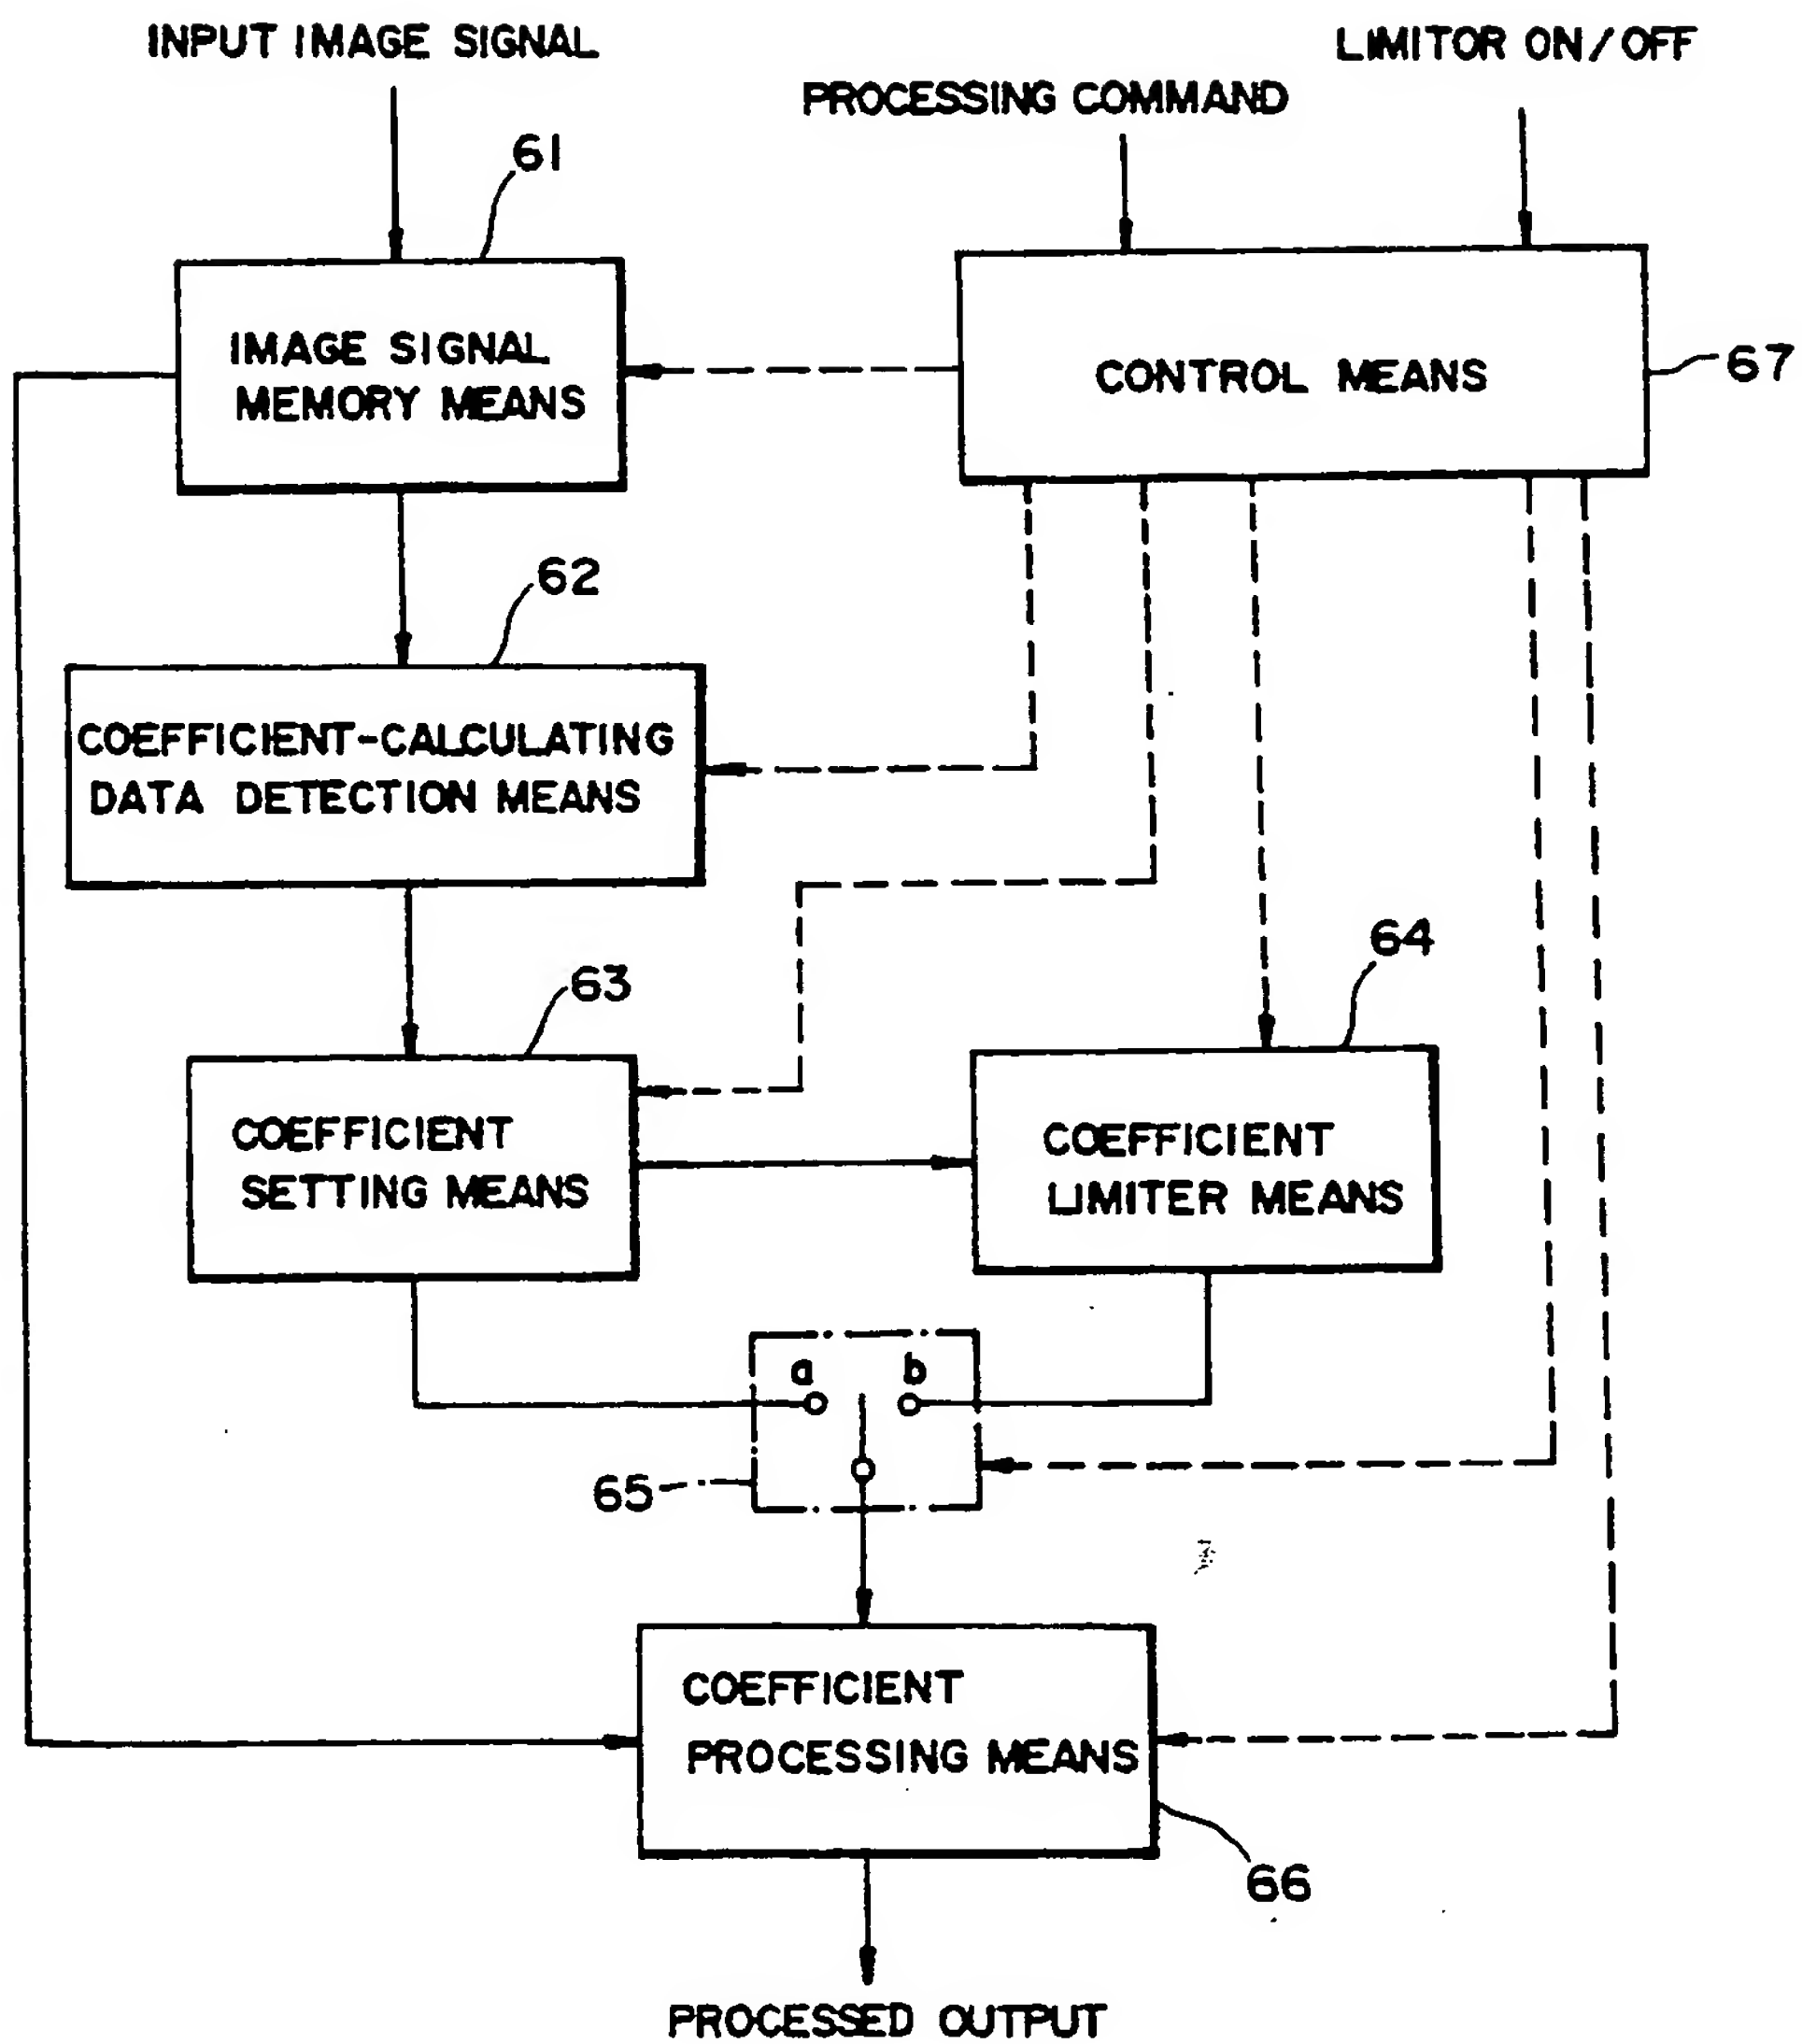 INPUT IMAGE SIGNAL
LIMITOR ON/OFF
PROCESSING COMMAND
61
IMAGE SIGNAL
MEMORY MEANS
CONTROL MEANS
67
62
COEFFICIENT-CALCULATING
DATA DETECTION MEANS
64
63
COEFFICIENT
SETTING MEANS
COEFFICIENT
LIMITER MEANS
a
b
65
COEFFICIENT
PROCESSING MEANS
66
PROCESSED OUTPUT